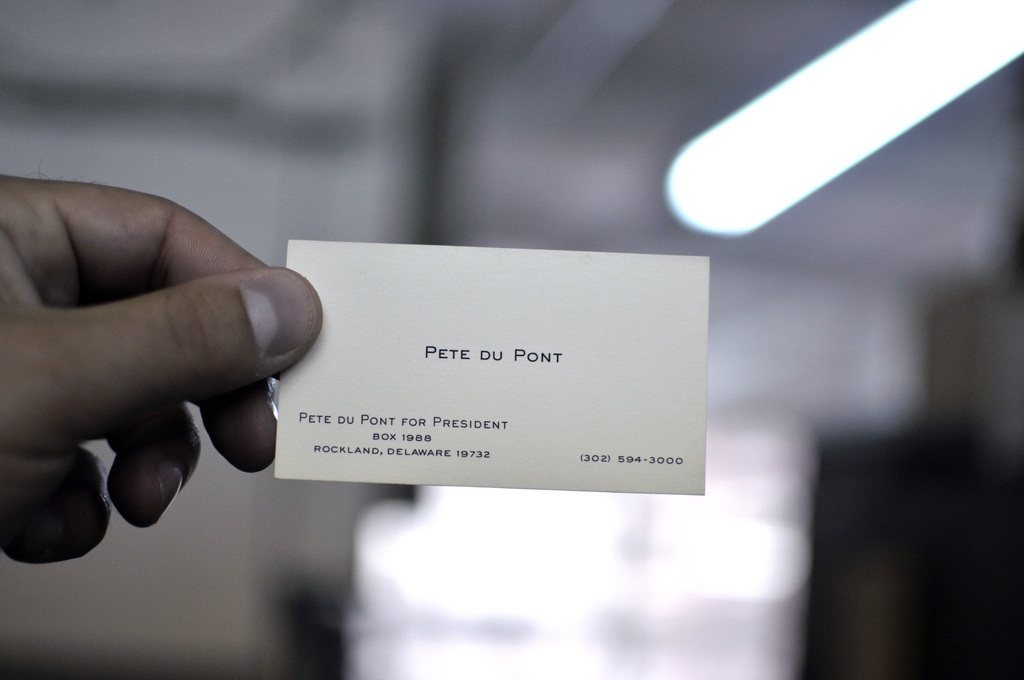 Pete du Pont
Pete du Pont for President
Box 1988
Rockland, Delaware 19732
(302) 594-3000